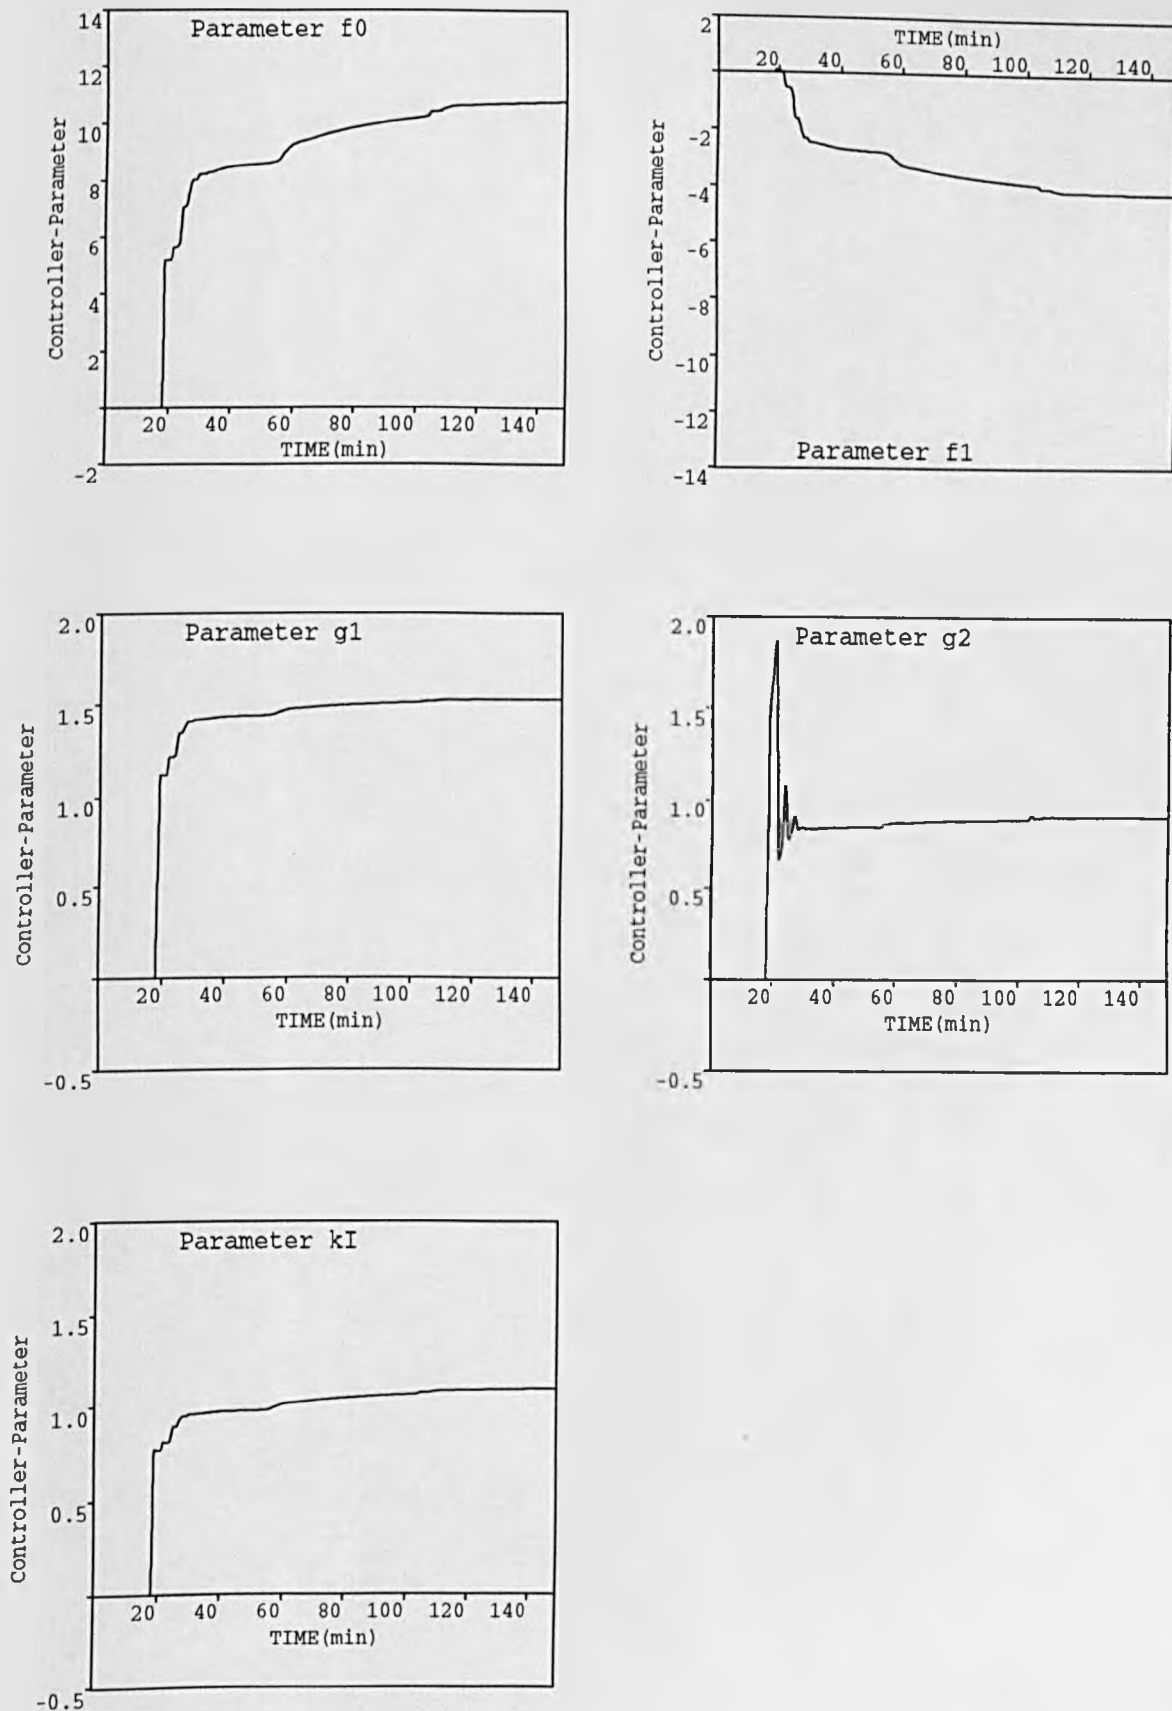 Parameter f0
14
12
10
8
6
4
2
-2
Controller-Parameter
20 40 60 80 100 120 140
TIME(min)
2
TIME(min)
20 40 60 80 100 120 140
-2
-4
-6
-8
-10
-12
-14
Controller-Parameter
Parameter f1
Parameter g1
2.0
1.5
1.0
0.5
-0.5
Controller-Parameter
20 40 60 80 100 120 140
TIME(min)
Parameter g2
2.0
1.5
1.0
0.5
-0.5
Controller-Parameter
20 40 60 80 100 120 140
TIME(min)
Parameter kI
2.0
1.5
1.0
0.5
-0.5
Controller-Parameter
20 40 60 80 100 120 140
TIME(min)